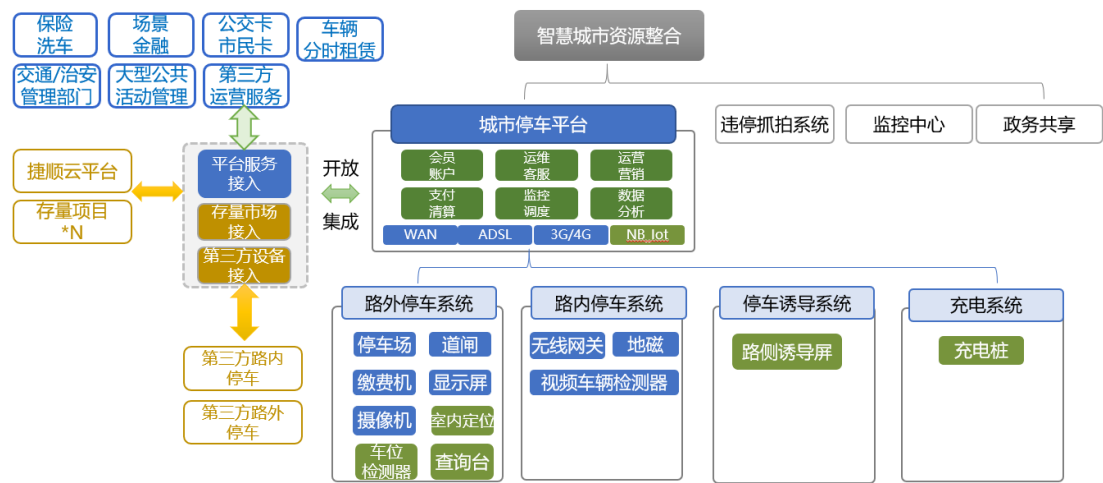 保险
洗车
场景
金融
公交卡
市民卡
车辆
分时租赁
交通/治安
管理部门
大型公共
活动管理
第三方
运营服务
智慧城市资源整合
城市停车平台
违停抓拍系统
监控中心
政务共享
会员
账户
运维
客服
运营
营销
支付
清算
监控
调度
数据
分析
WAN
ADSL
3G/4G
NB_Iot
平台服务
接入
存量市场
接入
第三方设备
接入
开放
集成
捷顺云平台
存量项目
*N
第三方路内
停车
第三方路外
停车
路外停车系统
停车场
道闸
缴费机
显示屏
摄像机
室内定位
车位
检测器
查询台
路内停车系统
无线网关
地磁
视频车辆检测器
停车诱导系统
路侧诱导屏
充电系统
充电桩